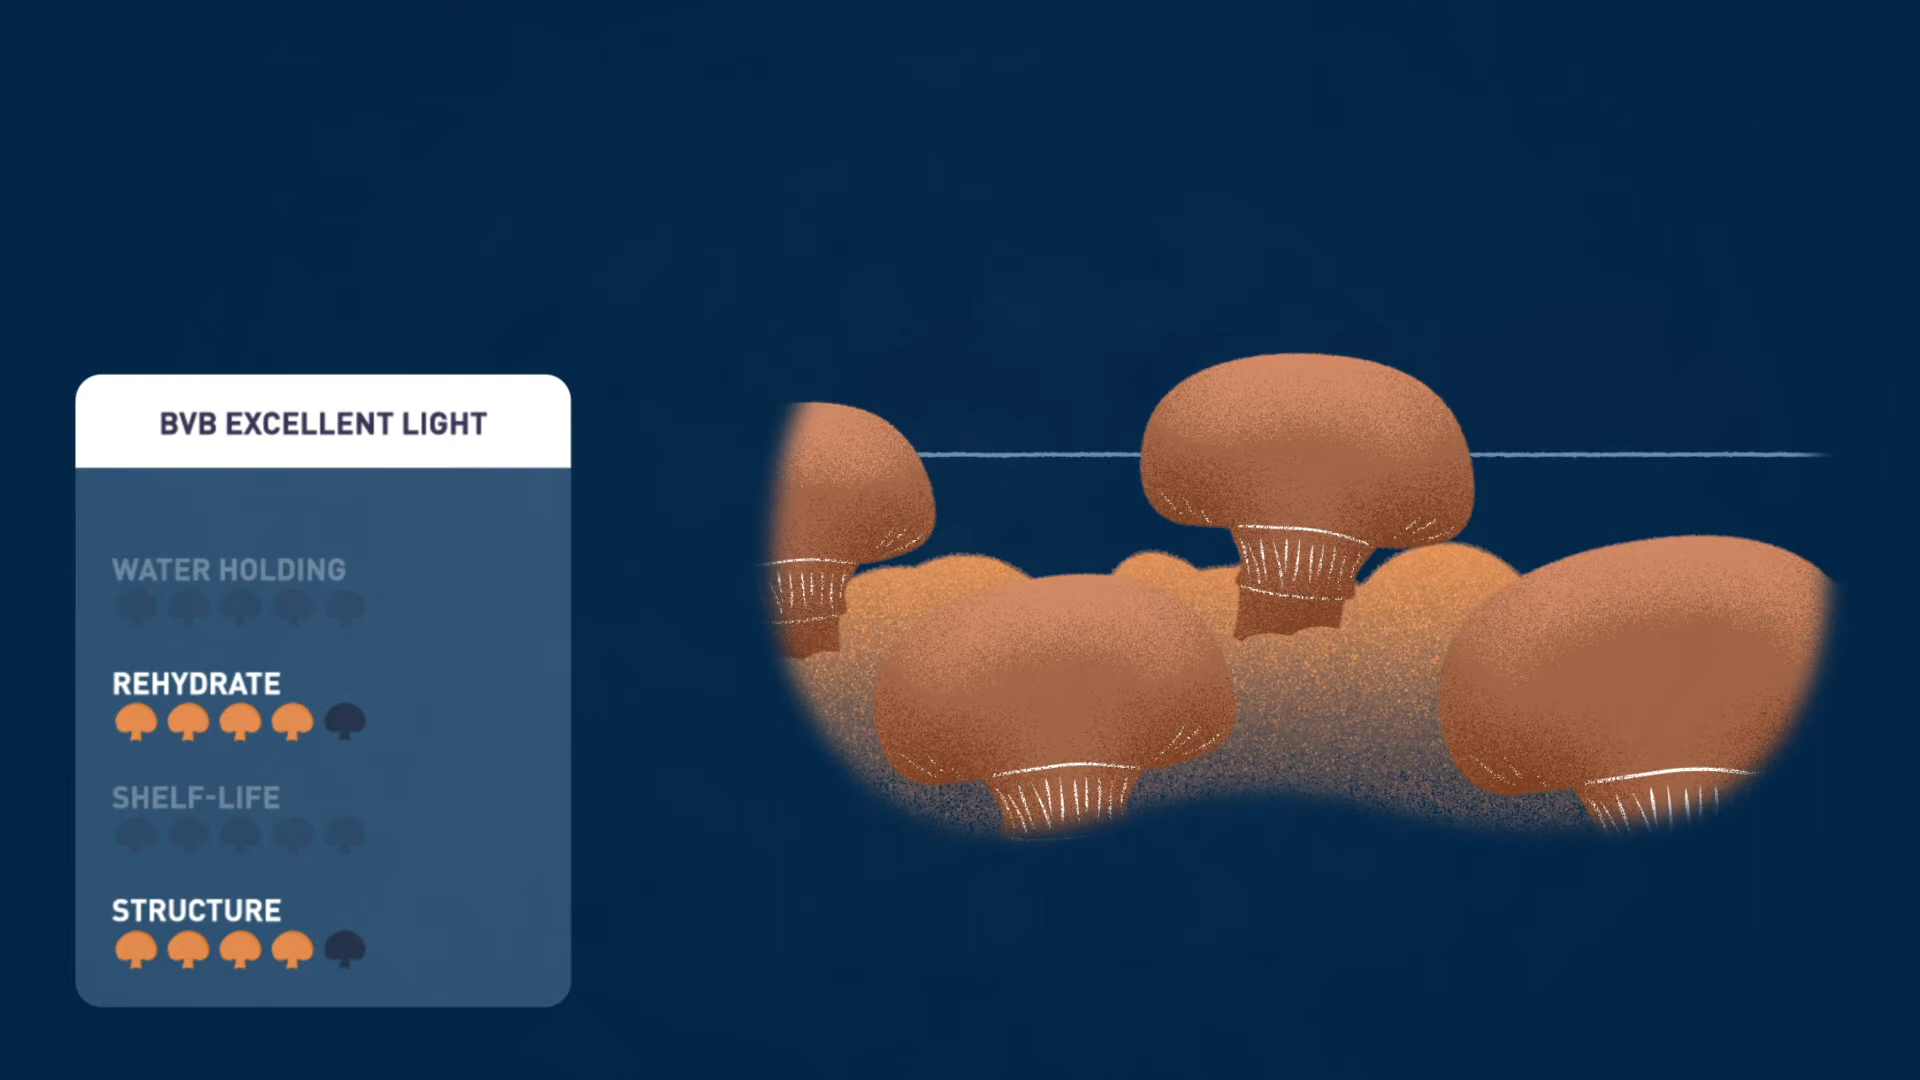 BVB EXCELLENT LIGHT
WATER HOLDING
REHYDRATE
SHELF-LIFE
STRUCTURE